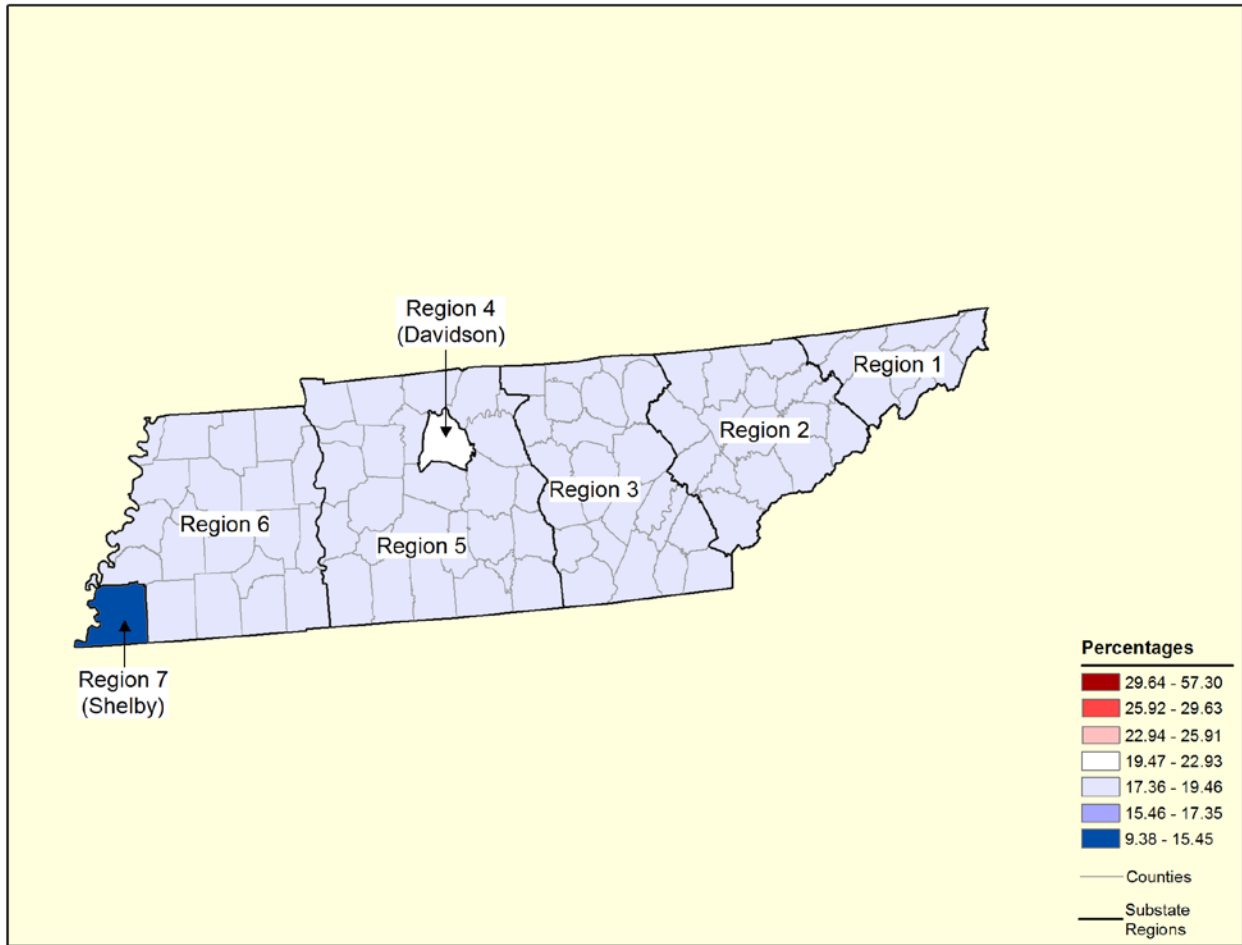 Region 4
(Davidson)
Region 1
Region 2
Region 3
Region 6
Region 5
Region 7
(Shelby)
Percentages
29.64 - 57.30
25.92 - 29.63
22.94 - 25.91
19.47 - 22.93
17.36 - 19.46
15.46 - 17.35
9.38 - 15.45
Counties
Substate
Regions